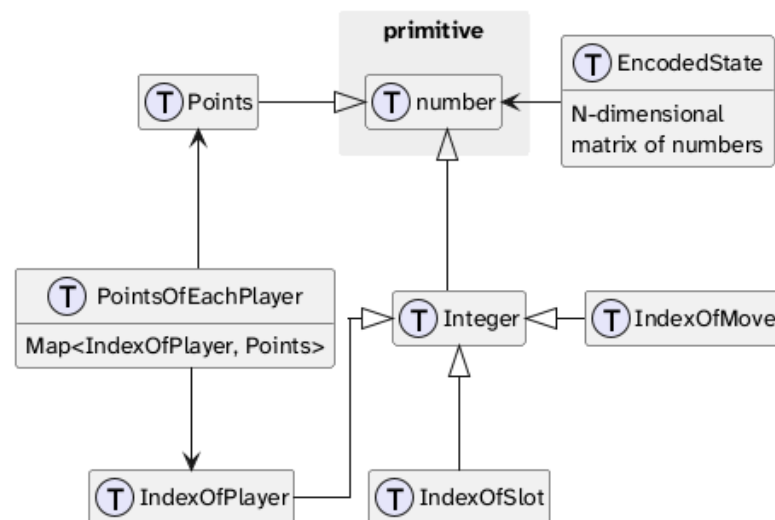 primitive
T Points
T number
T EncodedState
N-dimensional
matrix of numbers
T PointsOfEachPlayer
Map<IndexOfPlayer, Points>
T Integer
T IndexOfMove
T IndexOfPlayer
T IndexOfSlot